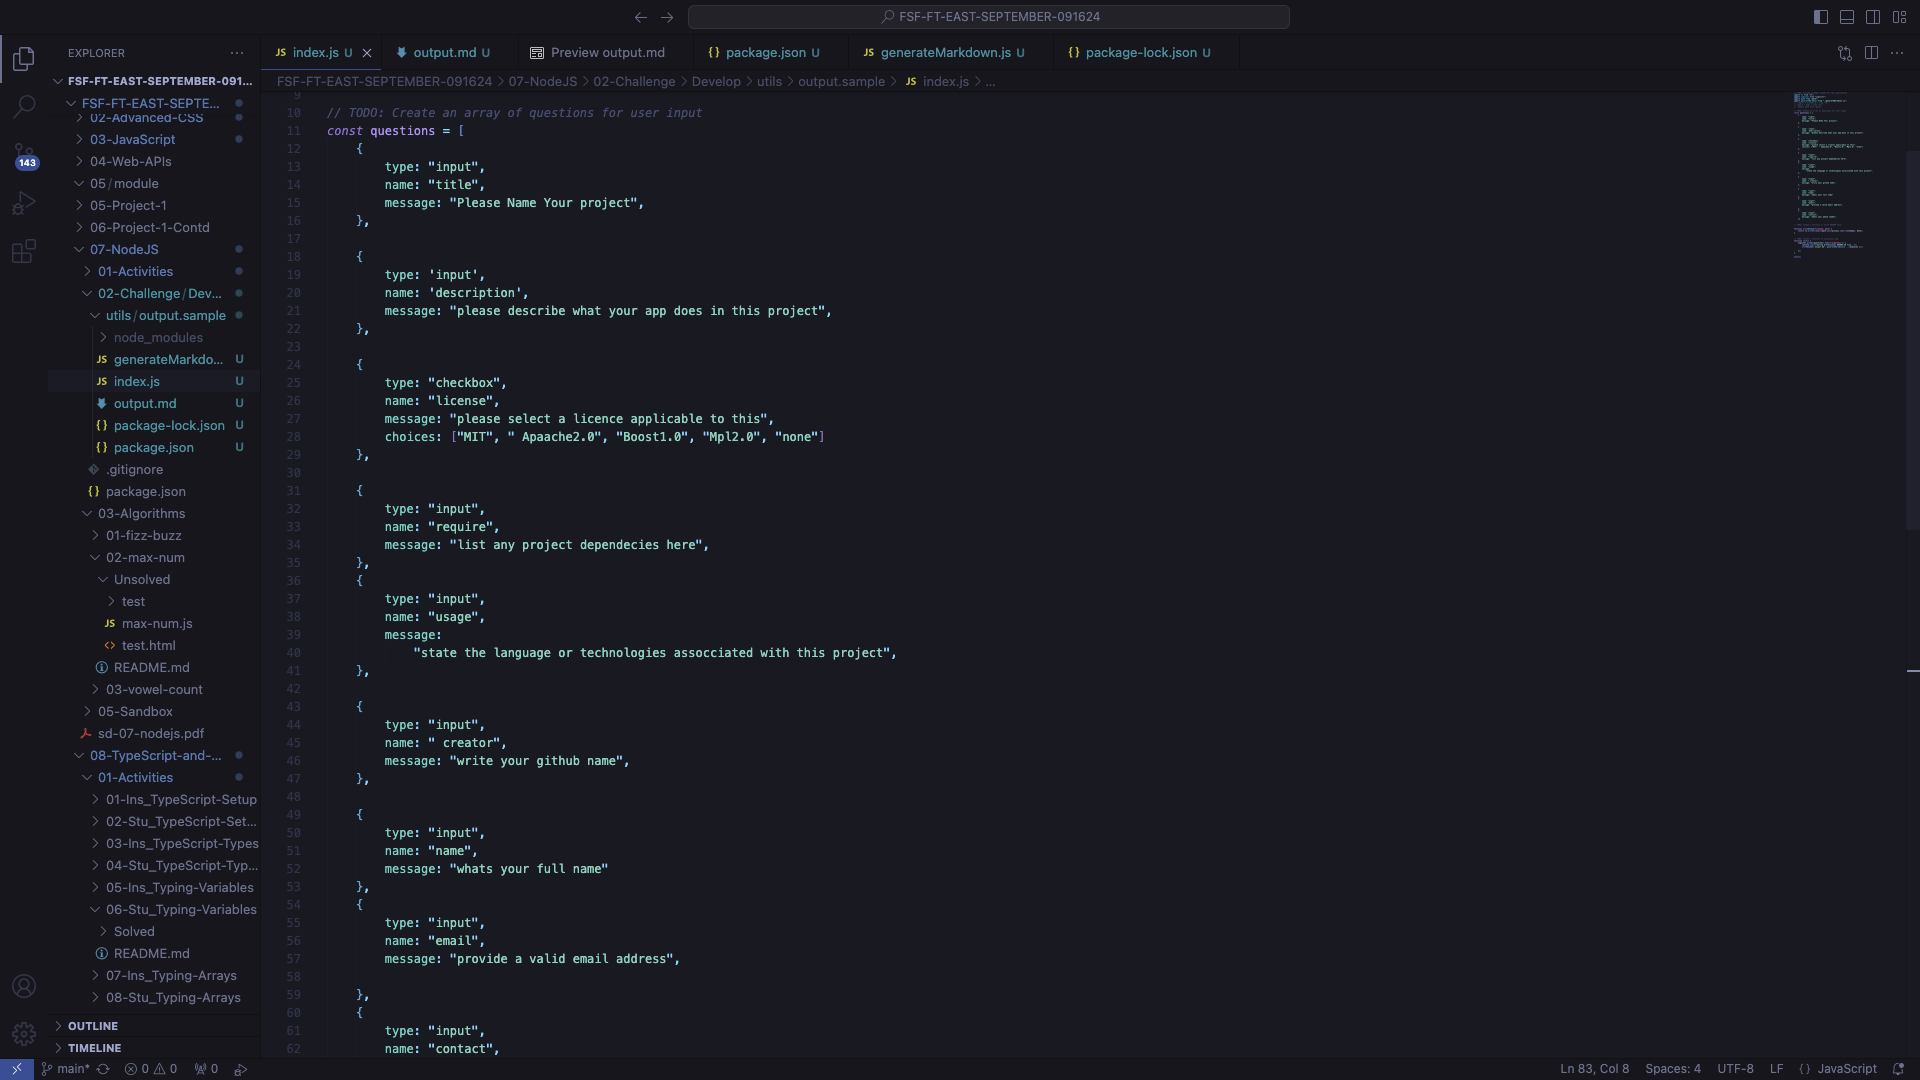 FSF-FT-EAST-SEPTEMBER-091624
EXPLORER
FSF-FT-EAST-SEPTEMBER-091...
FSF-FT-EAST-SEPTE...
02-Advanced-CSS
03-JavaScript
04-Web-APIs
05/module
05-Project-1
06-Project-1-Contd
07-NodeJS
01-Activities
02-Challenge/Dev...
utils/output.sample
node_modules
JS generateMarkdo... U
JS index.js U
output.md U
{} package-lock.json U
{} package.json U
.gitignore
{} package.json
03-Algorithms
01-fizz-buzz
02-max-num
Unsolved
test
JS max-num.js
<> test.html
README.md
03-vowel-count
05-Sandbox
sd-07-nodejs.pdf
08-TypeScript-and-...
01-Activities
01-Ins_TypeScript-Setup
02-Stu_TypeScript-Set...
03-Ins_TypeScript-Types
04-Stu_TypeScript-Typ...
05-Ins_Typing-Variables
06-Stu_Typing-Variables
Solved
README.md
07-Ins_Typing-Arrays
08-Stu_Typing-Arrays
OUTLINE
TIMELINE
143
JS index.js U
output.md U
Preview output.md
{} package.json U
JS generateMarkdown.js U
{} package-lock.json U
FSF-FT-EAST-SEPTEMBER-091624 > 07-NodeJS > 02-Challenge > Develop > utils > output.sample > JS index.js > ...
9
10 // TODO: Create an array of questions for user input
11 const questions = [
12 {
13 type: "input",
14 name: "title",
15 message: "Please Name Your project",
16 },
17
18 {
19 type: 'input',
20 name: 'description',
21 message: "please describe what your app does in this project",
22 },
23
24 {
25 type: "checkbox",
26 name: "license",
27 message: "please select a licence applicable to this",
28 choices: ["MIT", " Apaache2.0", "Boost1.0", "Mpl2.0", "none"]
29 },
30
31 {
32 type: "input",
33 name: "require",
34 message: "list any project dependecies here",
35 },
36 {
37 type: "input",
38 name: "usage",
39 message:
40 "state the language or technologies assocciated with this project",
41 },
42
43 {
44 type: "input",
45 name: " creator",
46 message: "write your github name",
47 },
48
49 {
50 type: "input",
51 name: "name",
52 message: "whats your full name"
53 },
54 {
55 type: "input",
56 name: "email",
57 message: "provide a valid email address",
58
59 },
60 {
61 type: "input",
62 name: "contact",
main* 0 0 0
Ln 83, Col 8 Spaces: 4 UTF-8 LF {} JavaScript